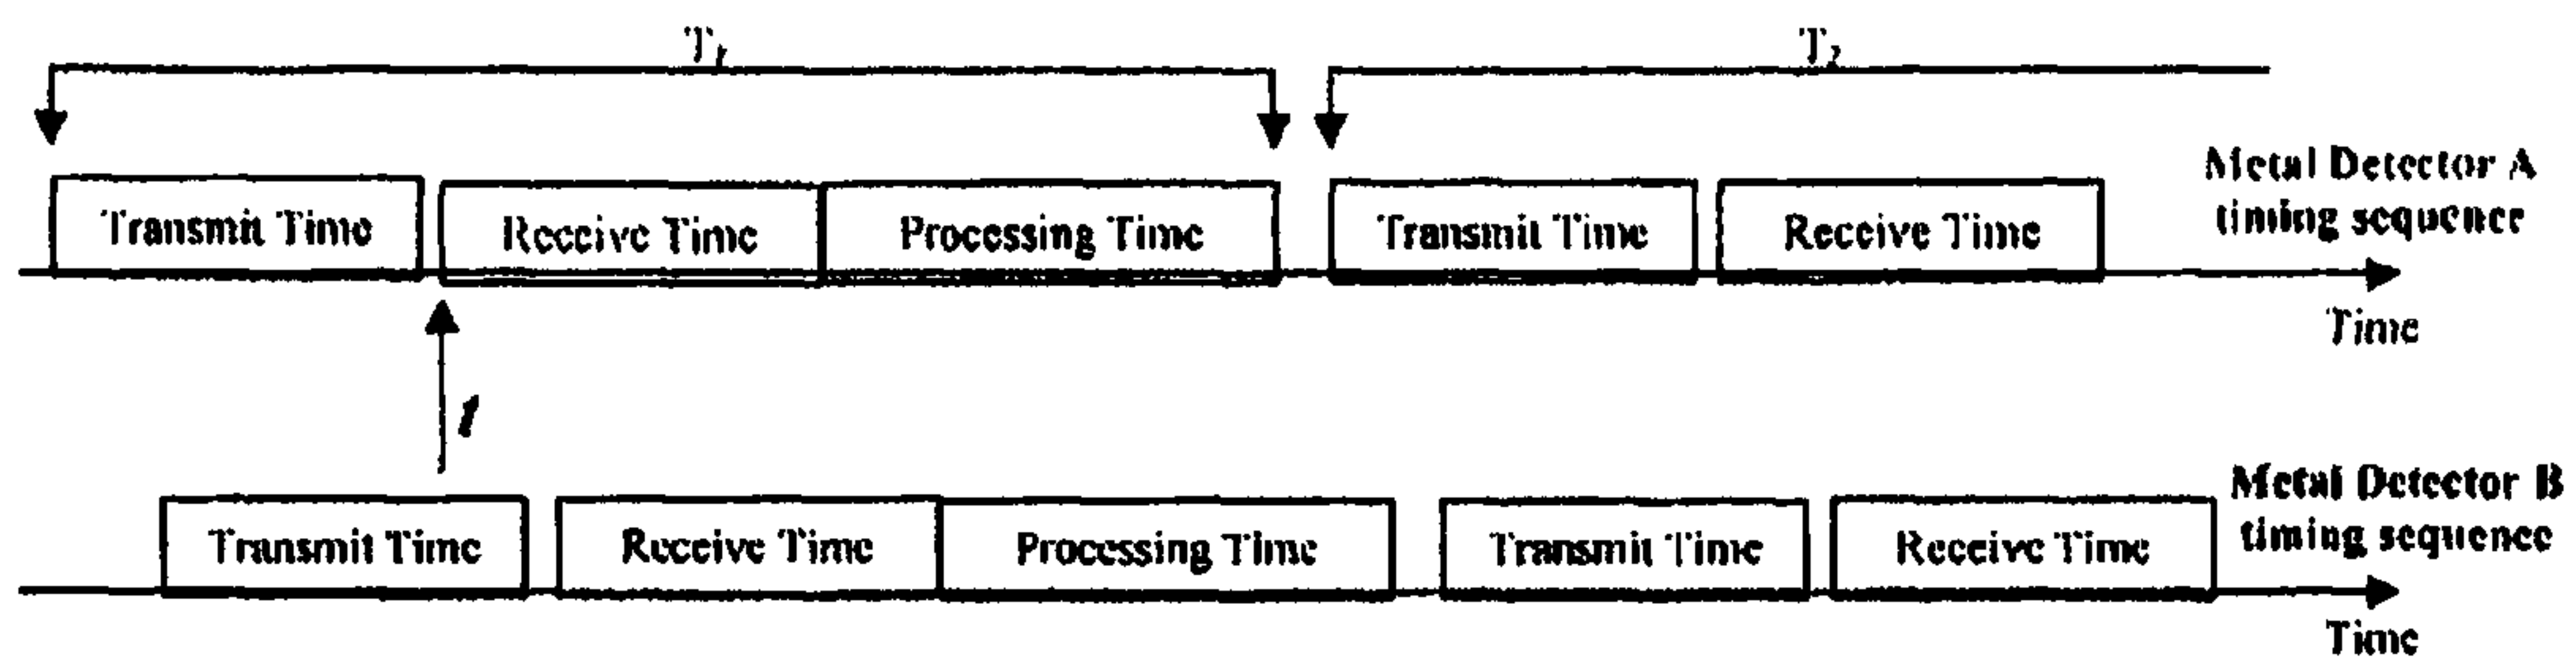 T₁
T₂
Transmit Time
Receive Time
Processing Time
Transmit Time
Receive Time
Metal Detector A
timing sequence
Time
t
Transmit Time
Receive Time
Processing Time
Transmit Time
Receive Time
Metal Detector B
timing sequence
Time